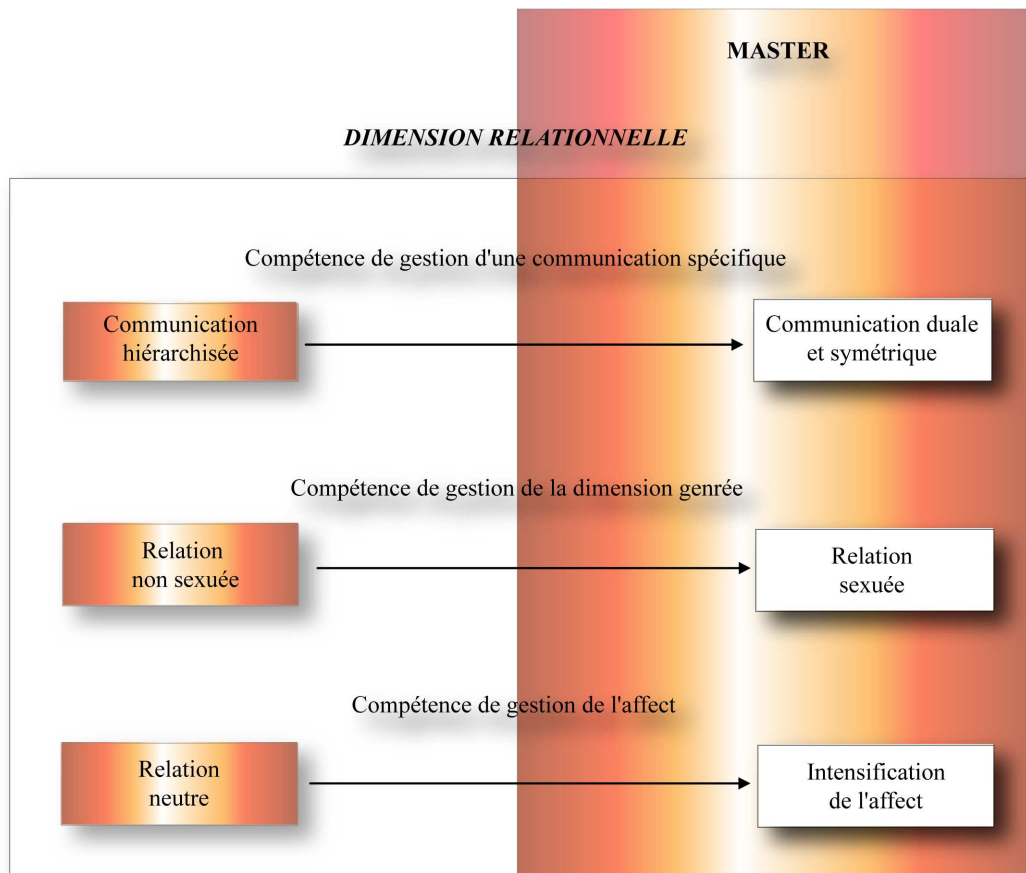 MASTER
DIMENSION RELATIONNELLE
Compétence de gestion d'une communication spécifique
Communication
hiérarchisée
Communication duale
et symétrique
Compétence de gestion de la dimension genrée
Relation
non sexuée
Relation
sexuée
Compétence de gestion de l'affect
Relation
neutre
Intensification
de l'affect